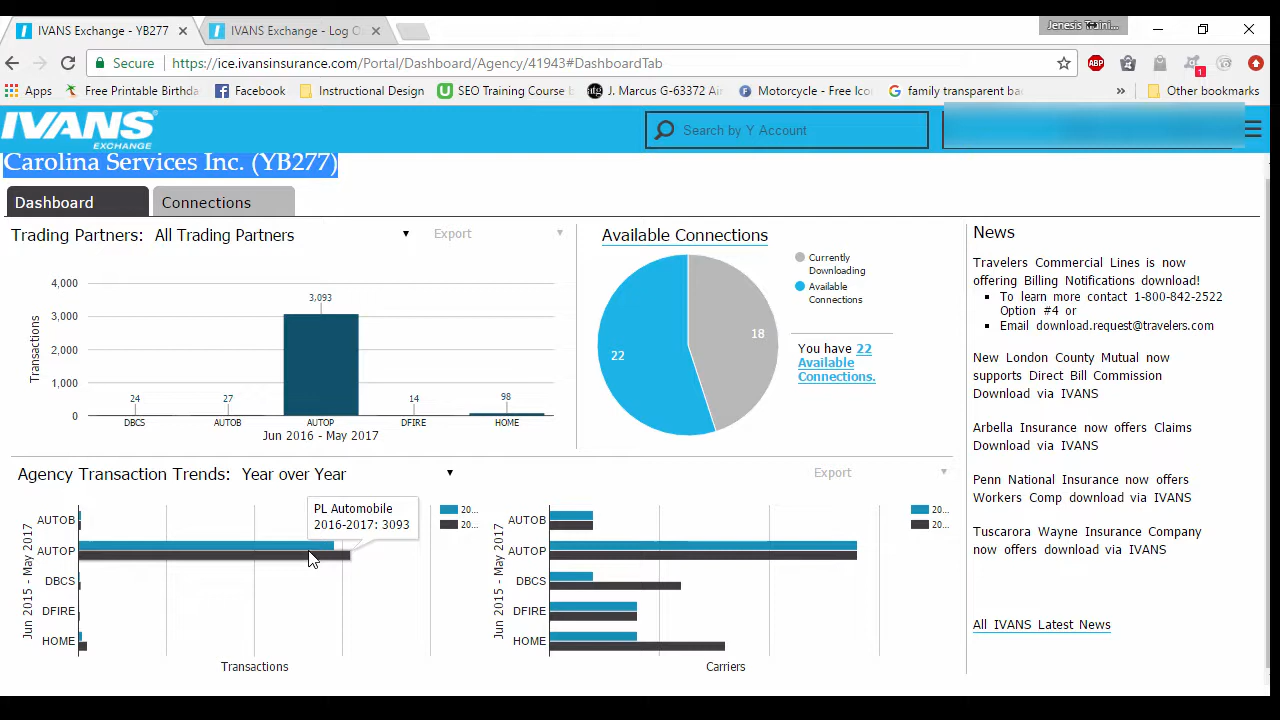 IVANS Exchange - YB277
IVANS Exchange - Log O
Jenesis Traini...
Secure
https://ice.ivansinsurance.com/Portal/Dashboard/Agency/41943#DashboardTab
ABP
1
Apps
Free Printable Birthda
Facebook
Instructional Design
SEO Training Course b
J. Marcus G-63372-Air
Motorcycle - Free Ico
family transparent ba
»
Other bookmarks
IVANS
EXCHANGE
Search by Y Account
Carolina Services Inc. (YB277)
Dashboard
Connections
Trading Partners: All Trading Partners
Export
4,000
3,000
2,000
1,000
0
Transactions
24
27
3,093
14
98
DBCS
AUTOB
AUTOP
DFIRE
HOME
Jun 2016 - May 2017
Available Connections
22
18
Currently
Downloading
Available
Connections
You have 22
Available
Connections.
News
Travelers Commercial Lines is now
offering Billing Notifications download!
To learn more contact 1-800-842-2522
Option #4 or
Email download.request@travelers.com
New London County Mutual now
supports Direct Bill Commission
Download via IVANS
Arbella Insurance now offers Claims
Download via IVANS
Penn National Insurance now offers
Workers Comp download via IVANS
Tuscarora Wayne Insurance Company
now offers download via IVANS
All IVANS Latest News
Agency Transaction Trends: Year over Year
Export
Jun 2015 - May 2017
AUTOB
AUTOP
DBCS
DFIRE
HOME
PL Automobile
2016-2017: 3093
20...
20...
Transactions
Jun 2015 - May 2017
AUTOB
AUTOP
DBCS
DFIRE
HOME
20...
20...
Carriers